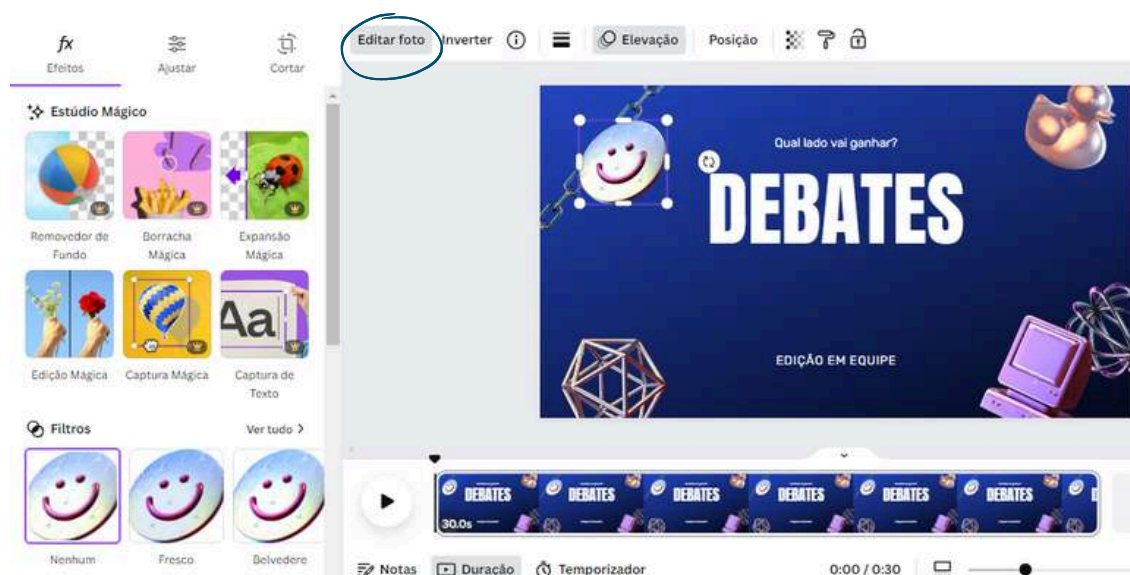 Efeitos
Ajustar
Cortar
Editar foto
Inverter
Elevação
Posição
Estúdio Mágico
Removedor de
Fundo
Borracha
Mágica
Expansão
Mágica
Edição Mágica
Captura Mágica
Aa
Captura de
Texto
Filtros
Ver tudo
Nenhum
Fresco
Belvedere
Qual lado vai ganhar?
DEBATES
EDIÇÃO EM EQUIPE
DEBATES
DEBATES
DEBATES
DEBATES
DEBATES
DEBATES
30.0s
Notas
Duração
Temporizador
0:00 / 0:30